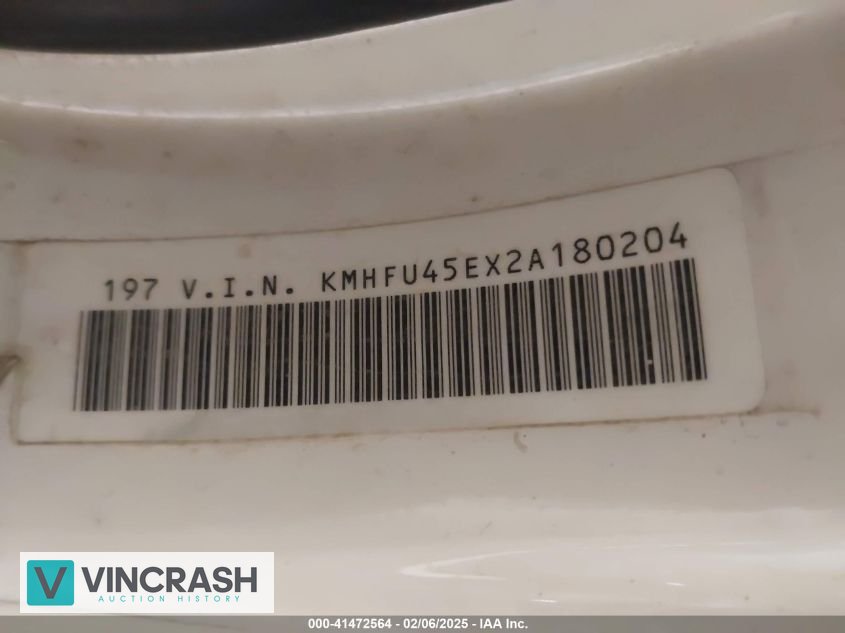 197 V.I.N. KMHFU45EX2A180204
VINCRASH
AUCTION HISTORY
000-41472564 - 02/06/2025 - IAA Inc.